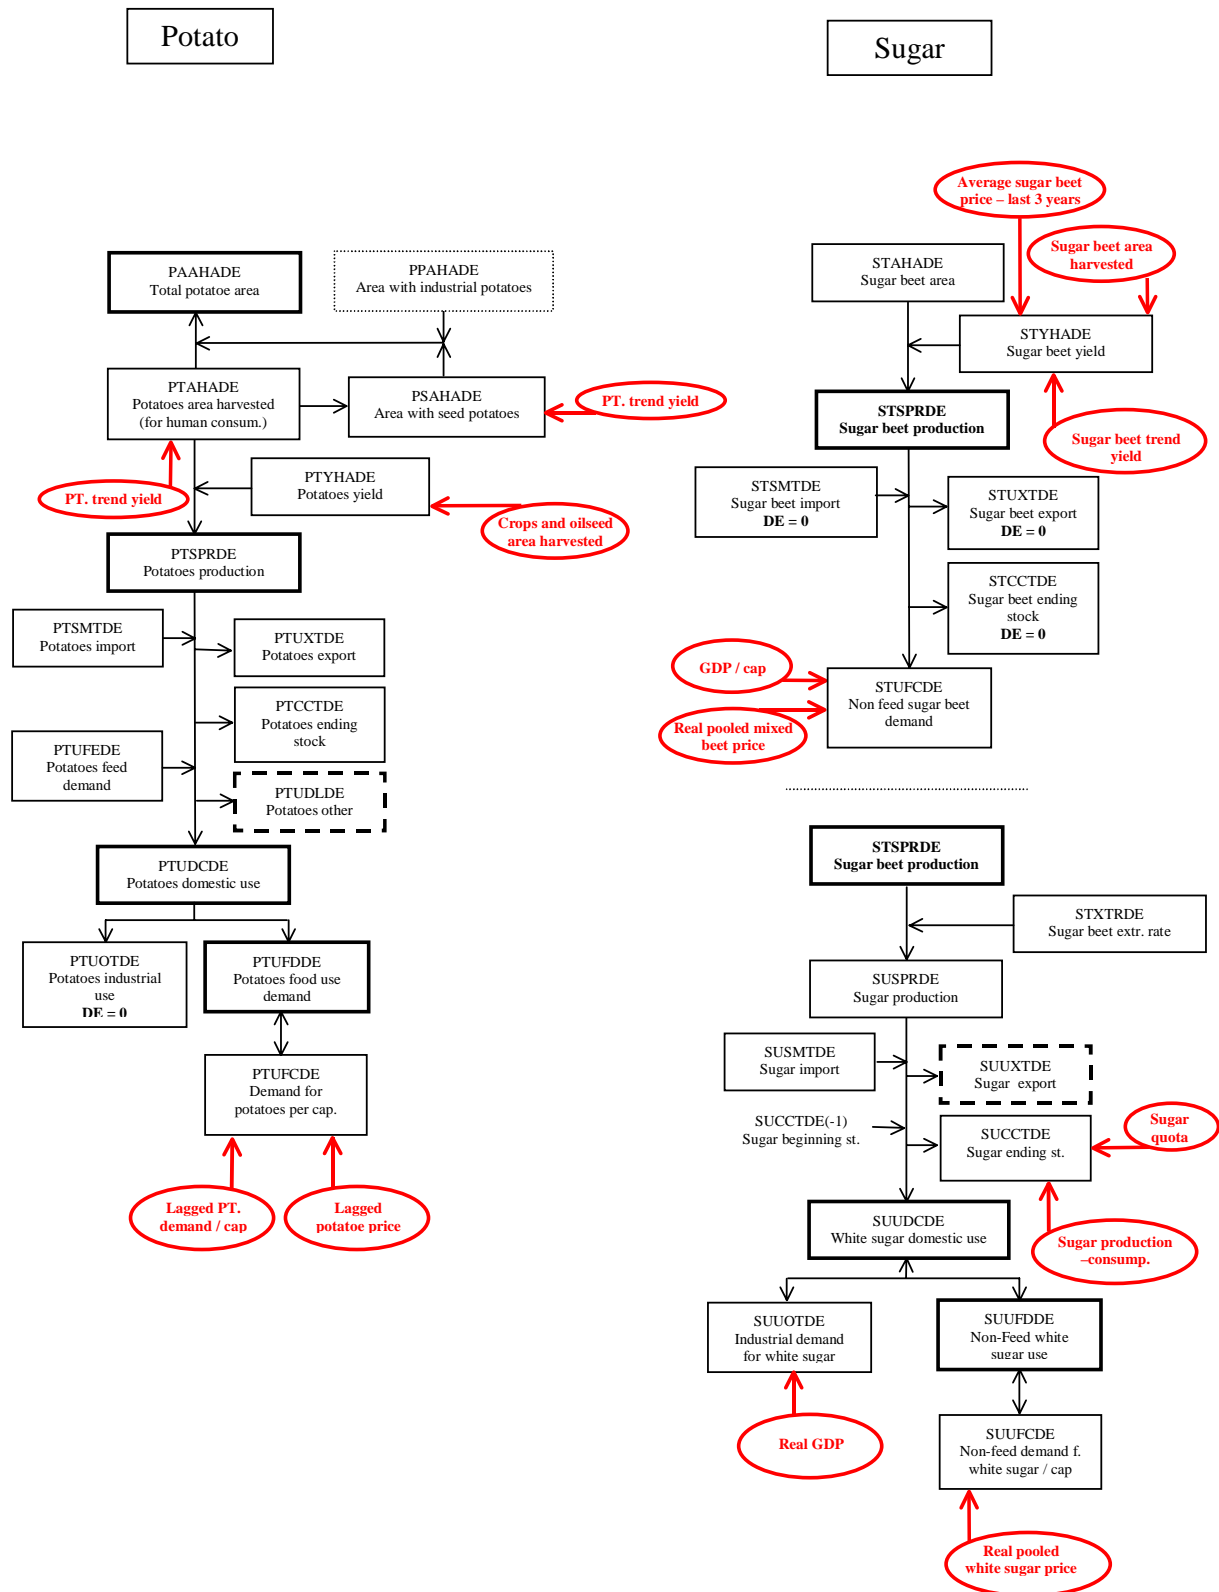 Potato
PAAHADE
Total potatoe area
PPAHADE
Area with industrial potatoes
PTAHADE
Potatoes area harvested
(for human consum.)
PSAHADE
Area with seed potatoes
PT. trend yield
PT. trend yield
PTYHADE
Potatoes yield
Crops and oilseed
area harvested
PTSPRDE
Potatoes production
PTSMTDE
Potatoes import
PTUXTDE
Potatoes export
PTCCTDE
Potatoes ending
stock
PTUFEDE
Potatoes feed
demand
PTUDLDE
Potatoes other
PTUDCDE
Potatoes domestic use
PTUOTDE
Potatoes industrial
use
DE = 0
PTUFDDE
Potatoes food use
demand
PTUFCDE
Demand for
potatoes per cap.
Lagged PT.
demand / cap
Lagged
potatoe price
Sugar
Average sugar beet
price – last 3 years
Sugar beet area
harvested
STAHADE
Sugar beet area
STYHADE
Sugar beet yield
STSPRDE
Sugar beet production
Sugar beet trend
yield
STSMTDE
Sugar beet import
DE = 0
STUXTDE
Sugar beet export
DE = 0
STCCTDE
Sugar beet ending
stock
DE = 0
GDP / cap
Real pooled mixed
beet price
STUFCDE
Non feed sugar beet
demand
STSPRDE
Sugar beet production
STXTRDE
Sugar beet extr. rate
SUSPRDE
Sugar production
SUSMTDE
Sugar import
SUUXTDE
Sugar export
SUCCTDE(-1)
Sugar beginning st.
SUCCTDE
Sugar ending st.
Sugar
quota
SUUDCDE
White sugar domestic use
Sugar production
–consump.
SUUOTDE
Industrial demand
for white sugar
SUUFDDE
Non-Feed white
sugar use
Real GDP
SUUFCDE
Non-feed demand f.
white sugar / cap
Real pooled
white sugar price